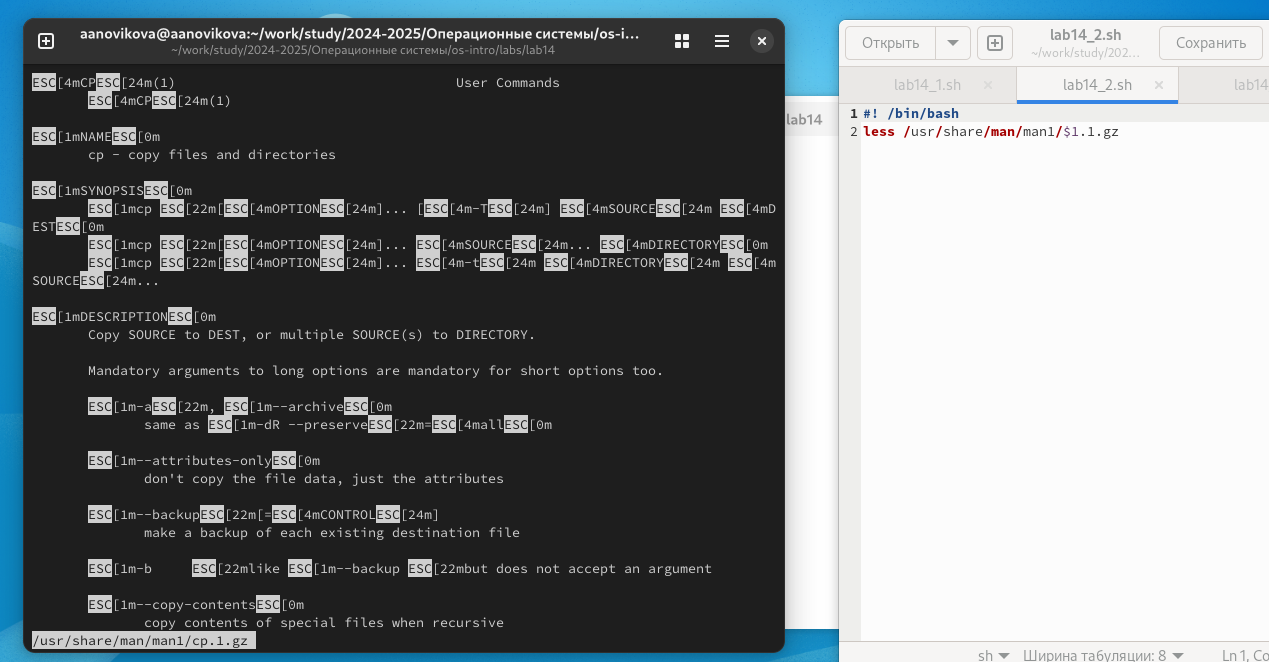 aanovikova@aanovikova:~/work/study/2024-2025/Операционные системы/os-i...
~/work/study/2024-2025/Операционные системы/os-intro/labs/lab14
ESC[4mCPESC[24m(1) User Commands
ESC[4mCPESC[24m(1)
ESC[1mNAMEESC[0m
cp - copy files and directories
ESC[1mSYNOPSISESC[0m
ESC[1mcp ESC[22m[ESC[4mOPTIONESC[24m]... [ESC[4m-TESC[24m] ESC[4mSOURCEESC[24m ESC[4mD
ESTESC[0m
ESC[1mcp ESC[22m[ESC[4mOPTIONESC[24m]... ESC[4mSOURCEESC[24m... ESC[4mDIRECTORYESC[0m
ESC[1mcp ESC[22m[ESC[4mOPTIONESC[24m]... ESC[4m-tESC[24m ESC[4mDIRECTORYESC[24m ESC[4m
SOURCEESC[24m...
ESC[1mDESCRIPTIONESC[0m
Copy SOURCE to DEST, or multiple SOURCE(s) to DIRECTORY.
Mandatory arguments to long options are mandatory for short options too.
ESC[1m-aESC[22m, ESC[1m--archiveESC[0m
same as ESC[1m-dR --preserveESC[22m=ESC[4mallESC[0m
ESC[1m--attributes-onlyESC[0m
don't copy the file data, just the attributes
ESC[1m--backupESC[22m[=ESC[4mCONTROLESC[24m]
make a backup of each existing destination file
ESC[1m-b ESC[22mlike ESC[1m--backup ESC[22mbut does not accept an argument
ESC[1m--copy-contentsESC[0m
copy contents of special files when recursive
/usr/share/man/man1/cp.1.gz
lab14
Открыть
lab14_2.sh
~/work/study/202...
Сохранить
lab14_1.sh
lab14_2.sh
lab14
1 #! /bin/bash
2 less /usr/share/man/man1/$1.1.gz
sh Ширина табуляции: 8 Ln 1, Co